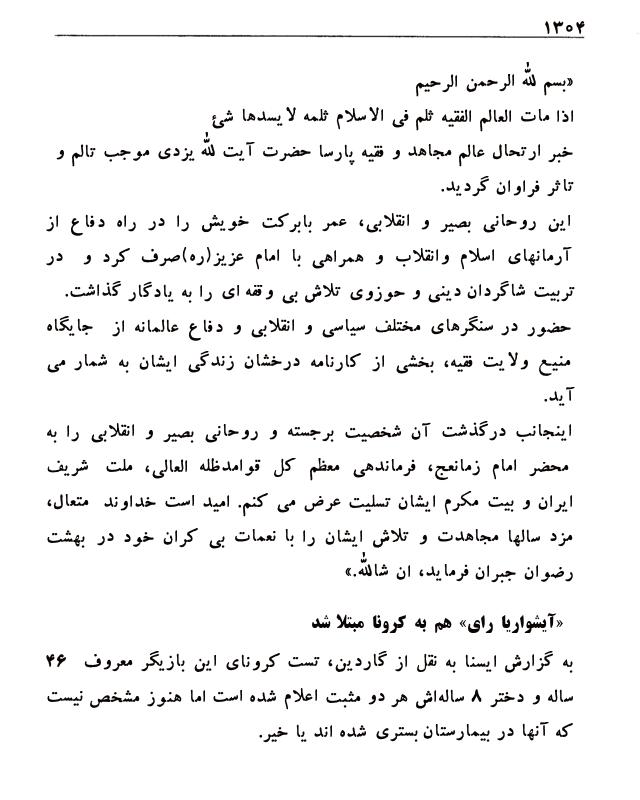 ۱۳۰۴
«بسم لله الرحمن الرحیم
اذا مات العالم الفقیه ثلم فی الاسلام ثلمه لایسدها شئ
خبر ارتحال عالم مجاهد و فقیه پارسا حضرت آیت لله یزدی موجب تالم و
تاثر فراوان گردید.
این روحانی بصیر و انقلابی، عمر بابرکت خویش را در راه دفاع از
آرمانهای اسلام وانقلاب و همراهی با امام عزیز(ره)صرف کرد و در
تربیت شاگردان دینی و حوزوی تلاش بی وقفه ای را به یادگار گذاشت.
حضور در سنگرهای مختلف سیاسی و انقلابی و دفاع عالمانه از جایگاه
منیع ولایت فقیه، بخشی از کارنامه درخشان زندگی ایشان به شمار می
آید.
اینجانب درگذشت آن شخصیت برجسته و روحانی بصیر و انقلابی را به
محضر امام زمانعج، فرماندهی معظم کل قوامدظله العالی، ملت شریف
ایران و بیت مکرم ایشان تسلیت عرض می کنم. امید است خداوند متعال،
مزد سالها مجاهدت و تلاش ایشان را با نعمات بی کران خود در بهشت
رضوان جبران فرماید، ان شالله.»
«آیشواریا رای» هم به کرونا مبتلا شد
به گزارش ایسنا به نقل از گاردین، تست کرونای این بازیگر معروف ۴۶
ساله و دختر ۸ ساله‌اش هر دو مثبت اعلام شده است اما هنوز مشخص نیست
که آنها در بیمارستان بستری شده اند یا خیر.